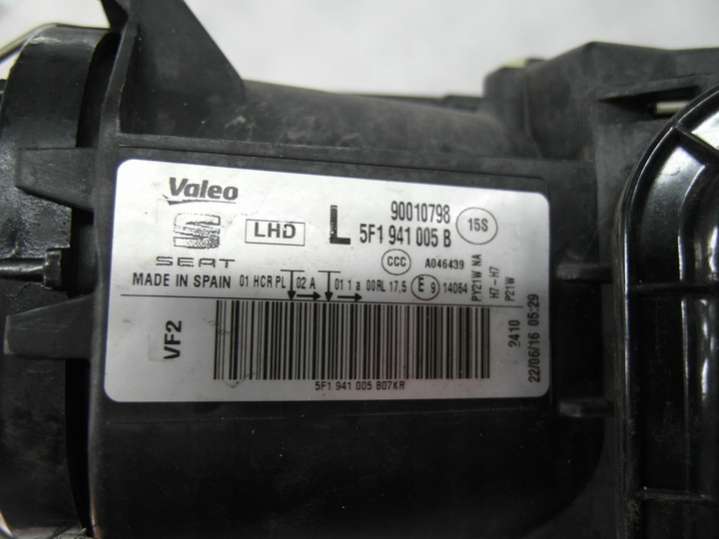 Valeo
90010798
SEAT
LHD
L
5F1 941 005 B
15S
CCC
A046439
MADE IN SPAIN
01 HCR PL 02 A 01 1 a 00RL 17,5 E 9 14064
PY21W NA
H7-H7
P21W
VF2
2410
22/06/16 05:29
5F1 941 005 B07KR